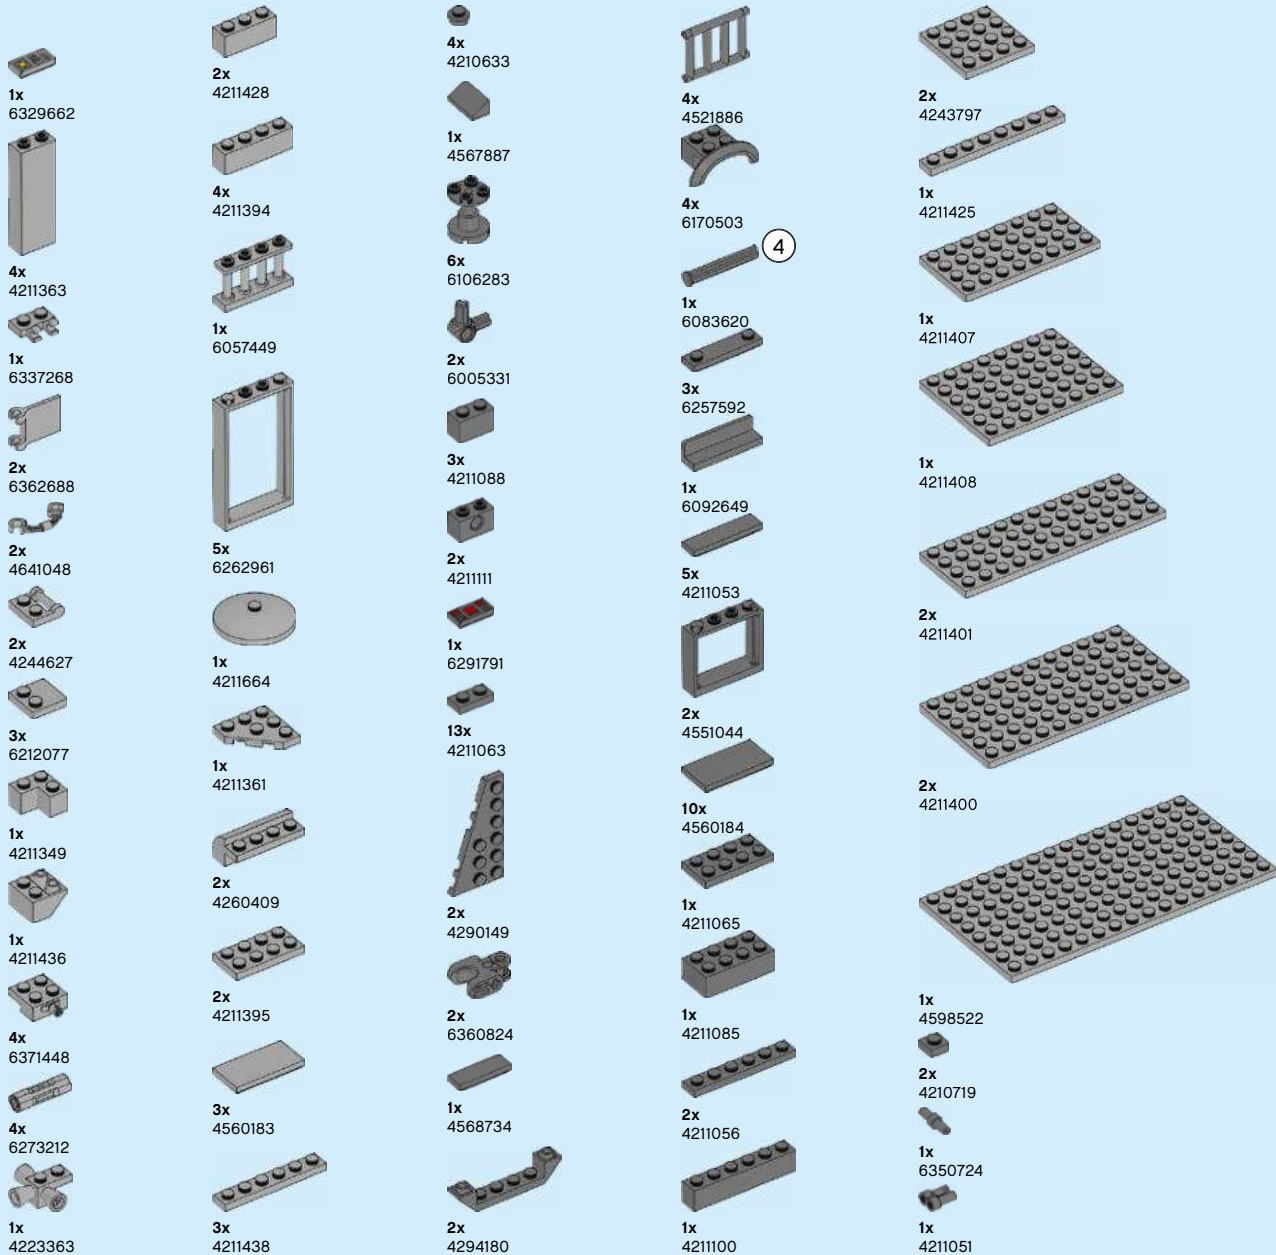 1x
6329662
4x
4211363
1x
6337268
2x
6362688
2x
4641048
2x
4244627
3x
6212077
1x
4211349
1x
4211436
4x
6371448
4x
6273212
1x
4223363
2x
4211428
4x
4211394
1x
6057449
5x
6262961
1x
4211664
1x
4211361
2x
4260409
2x
4211395
3x
4560183
3x
4211438
4x
4210633
1x
4567887
6x
6106283
2x
6005331
3x
4211088
2x
4211111
1x
6291791
13x
4211063
2x
4290149
2x
6360824
1x
4568734
2x
4294180
4x
4521886
4x
6170503
4
1x
6083620
3x
6257592
1x
6092649
5x
4211053
2x
4551044
10x
4560184
1x
4211065
1x
4211085
2x
4211056
1x
4211100
2x
4243797
1x
4211425
1x
4211407
1x
4211408
2x
4211401
2x
4211400
1x
4598522
2x
4210719
1x
6350724
1x
4211051